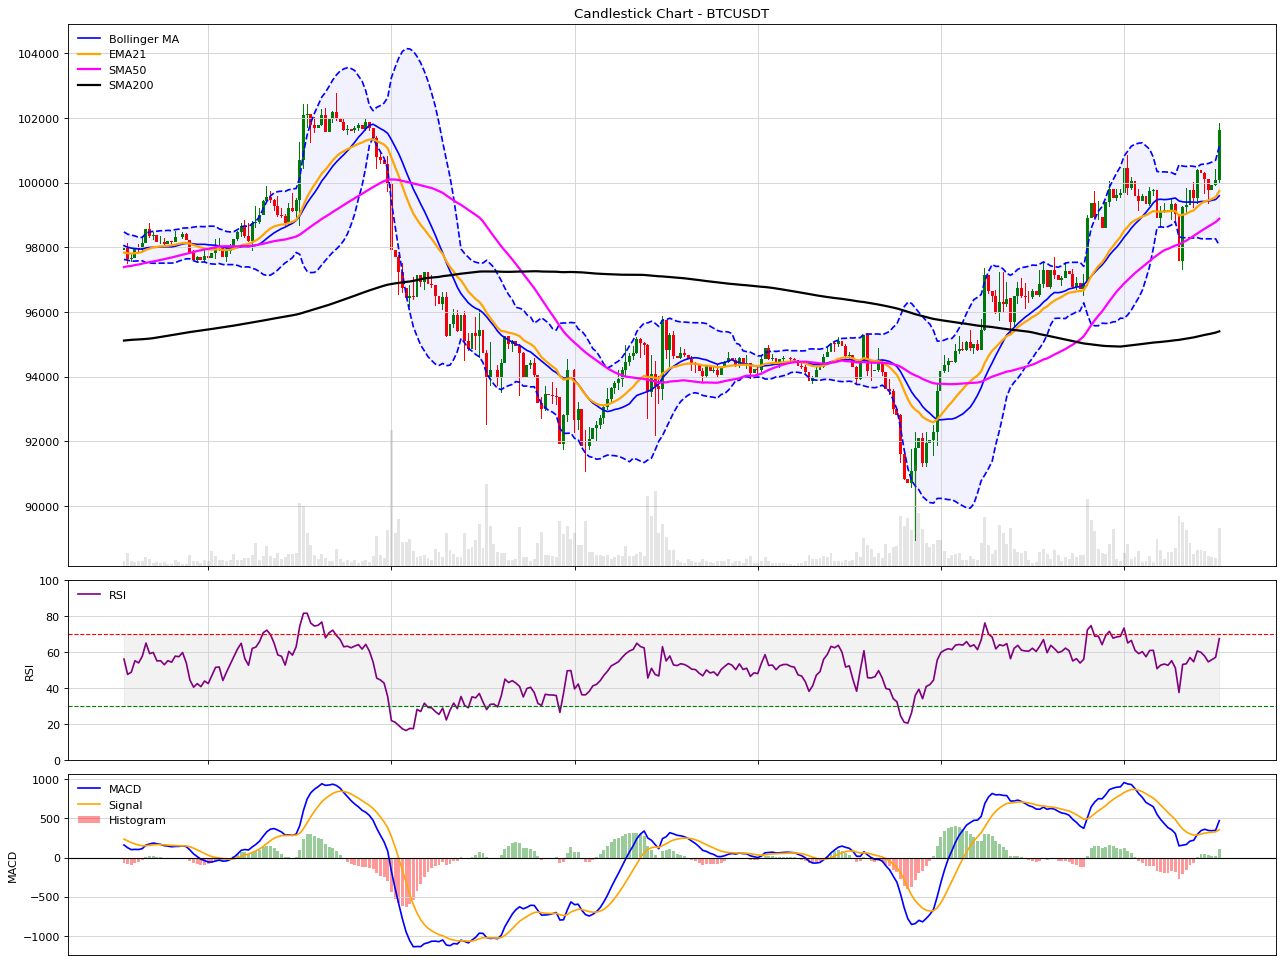 Candlestick Chart - BTCUSDT
Bollinger MA
EMA21
SMA50
SMA200
104000
102000
100000
98000
96000
94000
92000
90000
RSI
100
80
60
40
20
0
RSI
MACD
Signal
Histogram
1000
500
0
−500
−1000
MACD